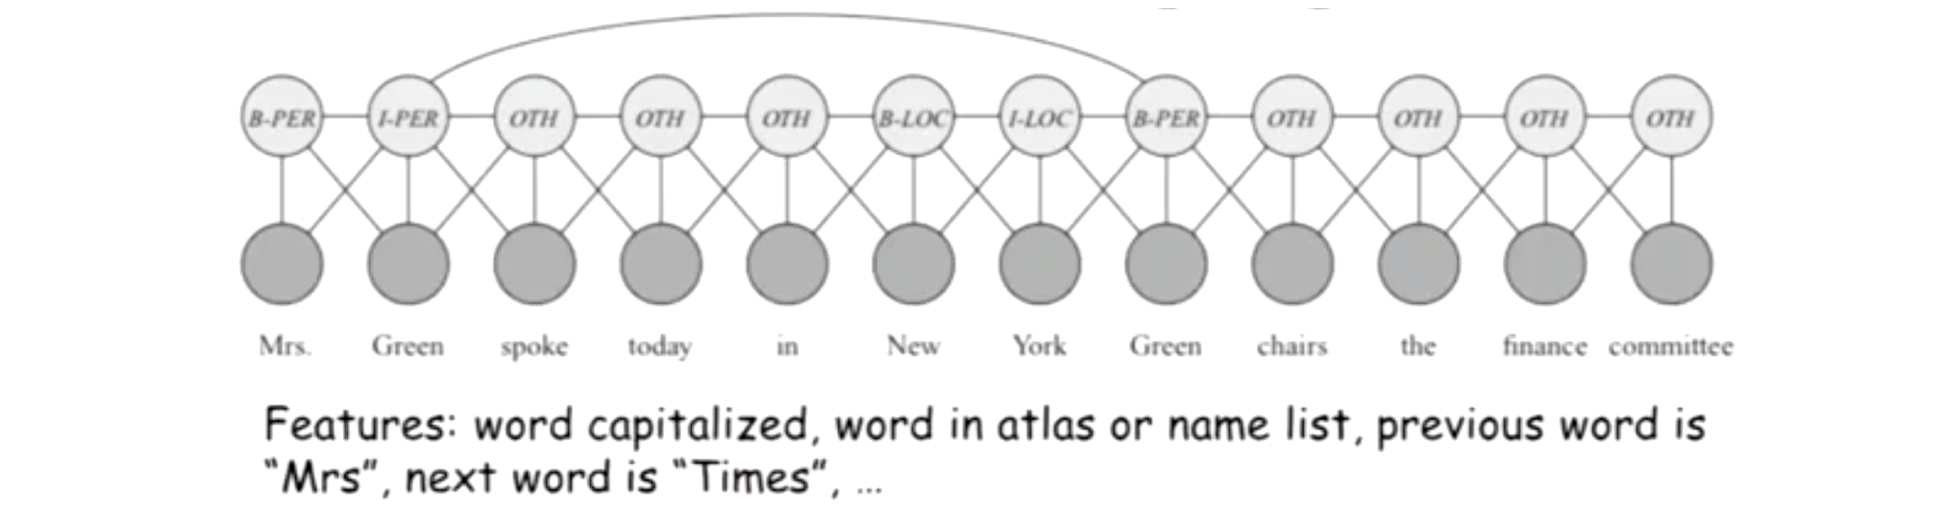 B-PER I-PER OTH OTH OTH B-LOC I-LOC B-PER OTH OTH OTH OTH
Mrs. Green spoke today in New York Green chairs the finance committee
Features: word capitalized, word in atlas or name list, previous word is
“Mrs”, next word is “Times”, ...